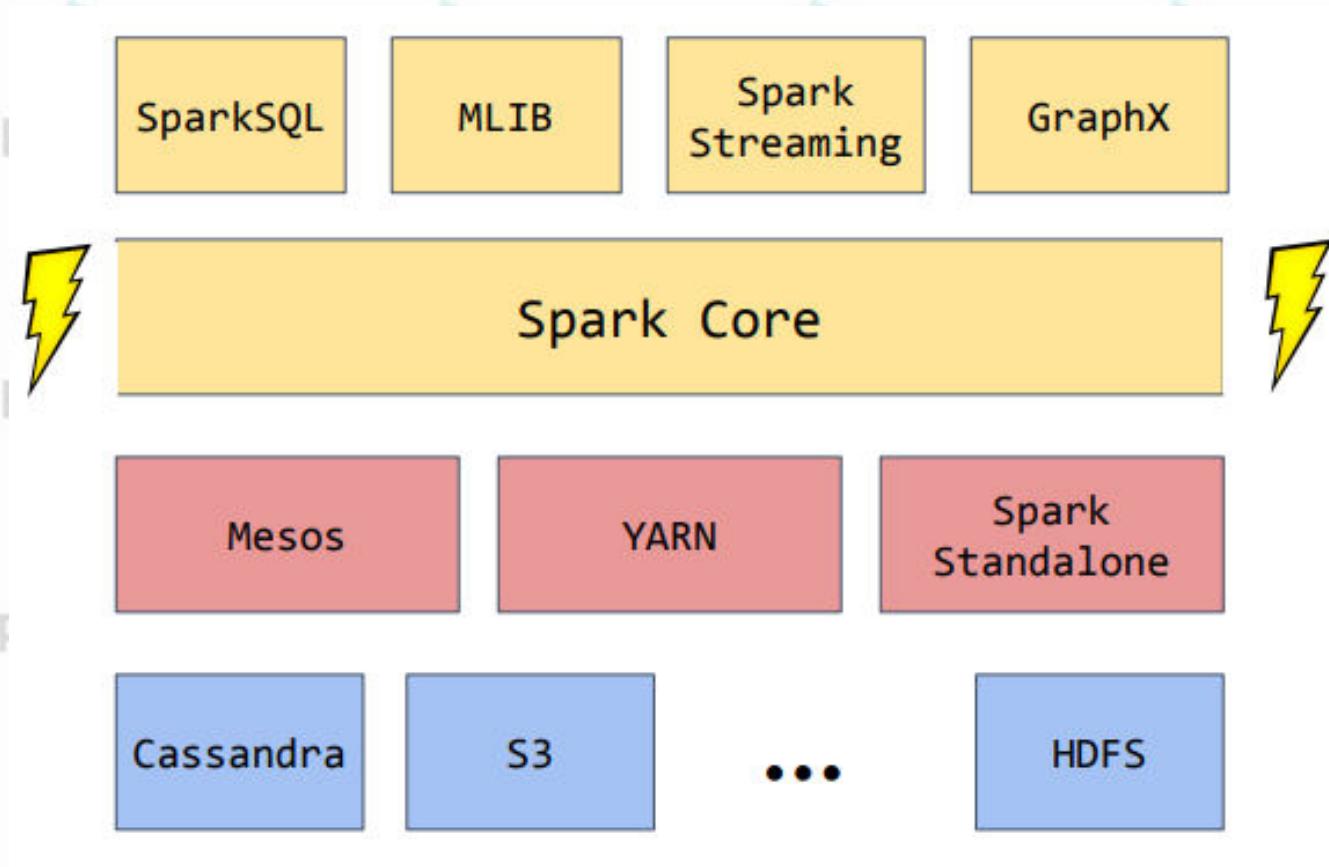 SparkSQL
MLIB
Spark
Streaming
GraphX
Spark Core
Mesos
YARN
Spark
Standalone
Cassandra
S3
...
HDFS